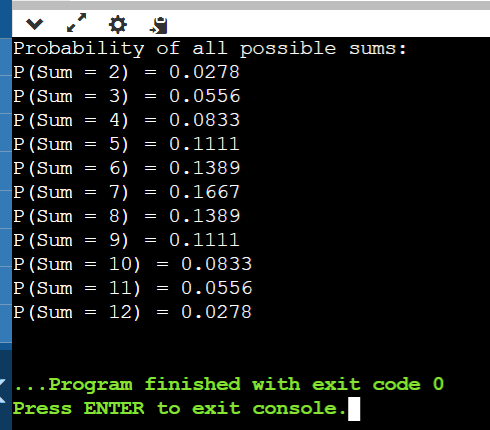 Probability of all possible sums:
P(Sum = 2) = 0.0278
P(Sum = 3) = 0.0556
P(Sum = 4) = 0.0833
P(Sum = 5) = 0.1111
P(Sum = 6) = 0.1389
P(Sum = 7) = 0.1667
P(Sum = 8) = 0.1389
P(Sum = 9) = 0.1111
P(Sum = 10) = 0.0833
P(Sum = 11) = 0.0556
P(Sum = 12) = 0.0278
...Program finished with exit code 0
Press ENTER to exit console.